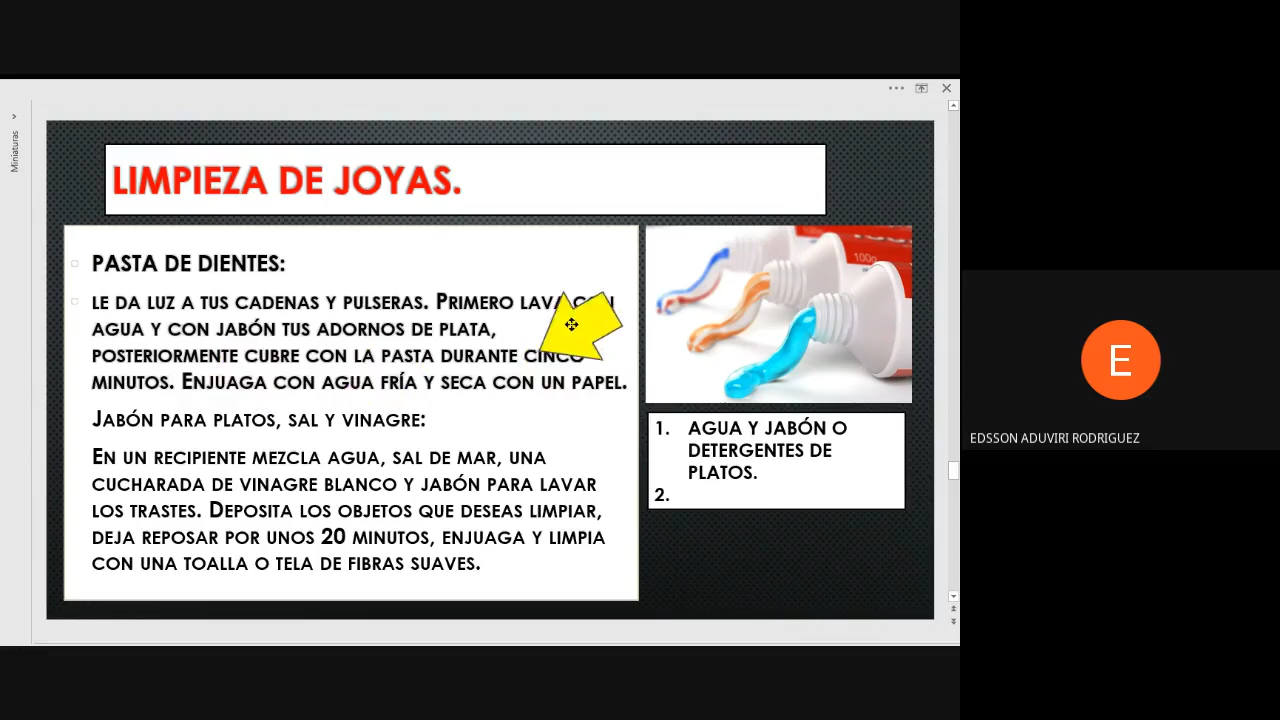 Miniaturas
LIMPIEZA DE JOYAS.
PASTA DE DIENTES:
LE DA LUZ A TUS CADENAS Y PULSERAS. PRIMERO LAVA CON
AGUA Y CON JABÓN TUS ADORNOS DE PLATA,
POSTERIORMENTE CUBRE CON LA PASTA DURANTE CINCO
MINUTOS. ENJUAGA CON AGUA FRÍA Y SECA CON UN PAPEL.
JABÓN PARA PLATOS, SAL Y VINAGRE:
EN UN RECIPIENTE MEZCLA AGUA, SAL DE MAR, UNA
CUCHARADA DE VINAGRE BLANCO Y JABÓN PARA LAVAR
LOS TRASTES. DEPOSITA LOS OBJETOS QUE DESEAS LIMPIAR,
DEJA REPOSAR POR UNOS 20 MINUTOS, ENJUAGA Y LIMPIA
CON UNA TOALLA O TELA DE FIBRAS SUAVES.
100g
1. AGUA Y JABÓN O
DETERGENTES DE
PLATOS.
2.
E
EDSSON ADUVIRI RODRIGUEZ